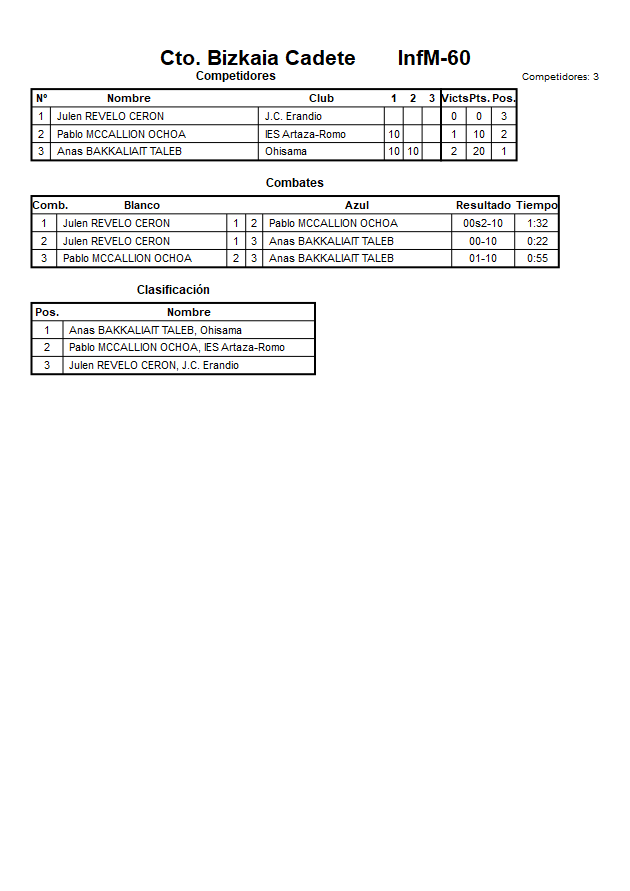 Cto. Bizkaia Cadete InfM-60
Competidores Competidores: 3
Nº Nombre Club 1 2 3 Victs Pts. Pos.
1 Julen REVELO CERON J.C. Erandio 0 0 3
2 Pablo MCCALLION OCHOA IES Artaza-Romo 10 1 10 2
3 Anas BAKKALIAIT TALEB Ohisama 10 10 2 20 1
Combates
Comb. Blanco Azul Resultado Tiempo
1 Julen REVELO CERON 1 2 Pablo MCCALLION OCHOA 00s2-10 1:32
2 Julen REVELO CERON 1 3 Anas BAKKALIAIT TALEB 00-10 0:22
3 Pablo MCCALLION OCHOA 2 3 Anas BAKKALIAIT TALEB 01-10 0:55
Clasificación
Pos. Nombre
1 Anas BAKKALIAIT TALEB, Ohisama
2 Pablo MCCALLION OCHOA, IES Artaza-Romo
3 Julen REVELO CERON, J.C. Erandio